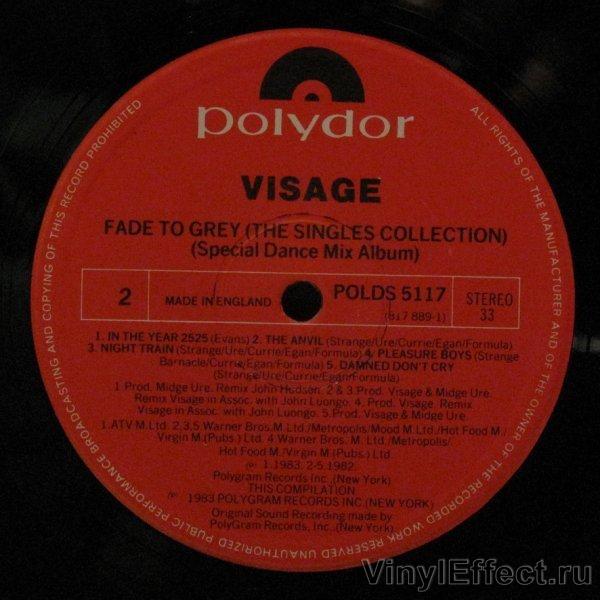 polydor
VISAGE
FADE TO GREY (THE SINGLES COLLECTION)
(Special Dance Mix Album)
2
MADE IN ENGLAND
POLDS 5117
(817 889-1)
STEREO
33
1. IN THE YEAR 2525 (Evans) 2. THE ANVIL (Strange/Ure/Currie/Egan/Formula)
3. NIGHT TRAIN (Strange/Ure/Currie/Egan/Formula) 4. PLEASURE BOYS (Strange
Barnacle/Currie/Egan/Formula) 5. DAMNED DON'T CRY
(Strange/Ure/Currie/Egan/Formula)
1. Prod. Midge Ure. Remix John Hudson. 2 & 3. Prod. Visage & Midge Ure.
Remix Visage in Assoc. with John Luongo. 4. Prod. Visage. Remix
Visage in Assoc. with John Luongo. 5. Prod. Visage & Midge Ure.
1. ATV M. Ltd. 2,3,5 Warner Bros. M. Ltd./Metropolis/Mood M. Ltd./Hot Food M./
Virgin M. (Pubs.) Ltd. 4 Warner Bros. M. Ltd./Metropolis/
Hot Food M./Virgin M. (Pubs.) Ltd.
℗ 1. 1983. 2-5. 1982.
Polygram Records Inc., (New York)
THIS COMPILATION
℗ 1983 POLYGRAM RECORDS INC. (NEW YORK)
Original Sound Recording made by
PolyGram Records, Inc., (New York)
ALL RIGHTS OF THE MANUFACTURER AND OF THE OWNER OF THE RECORDED WORK RESERVED UNAUTHORIZED PUBLIC PERFORMANCE BROADCASTING AND COPYING OF THIS RECORD PROHIBITED
VinylEffect.ru